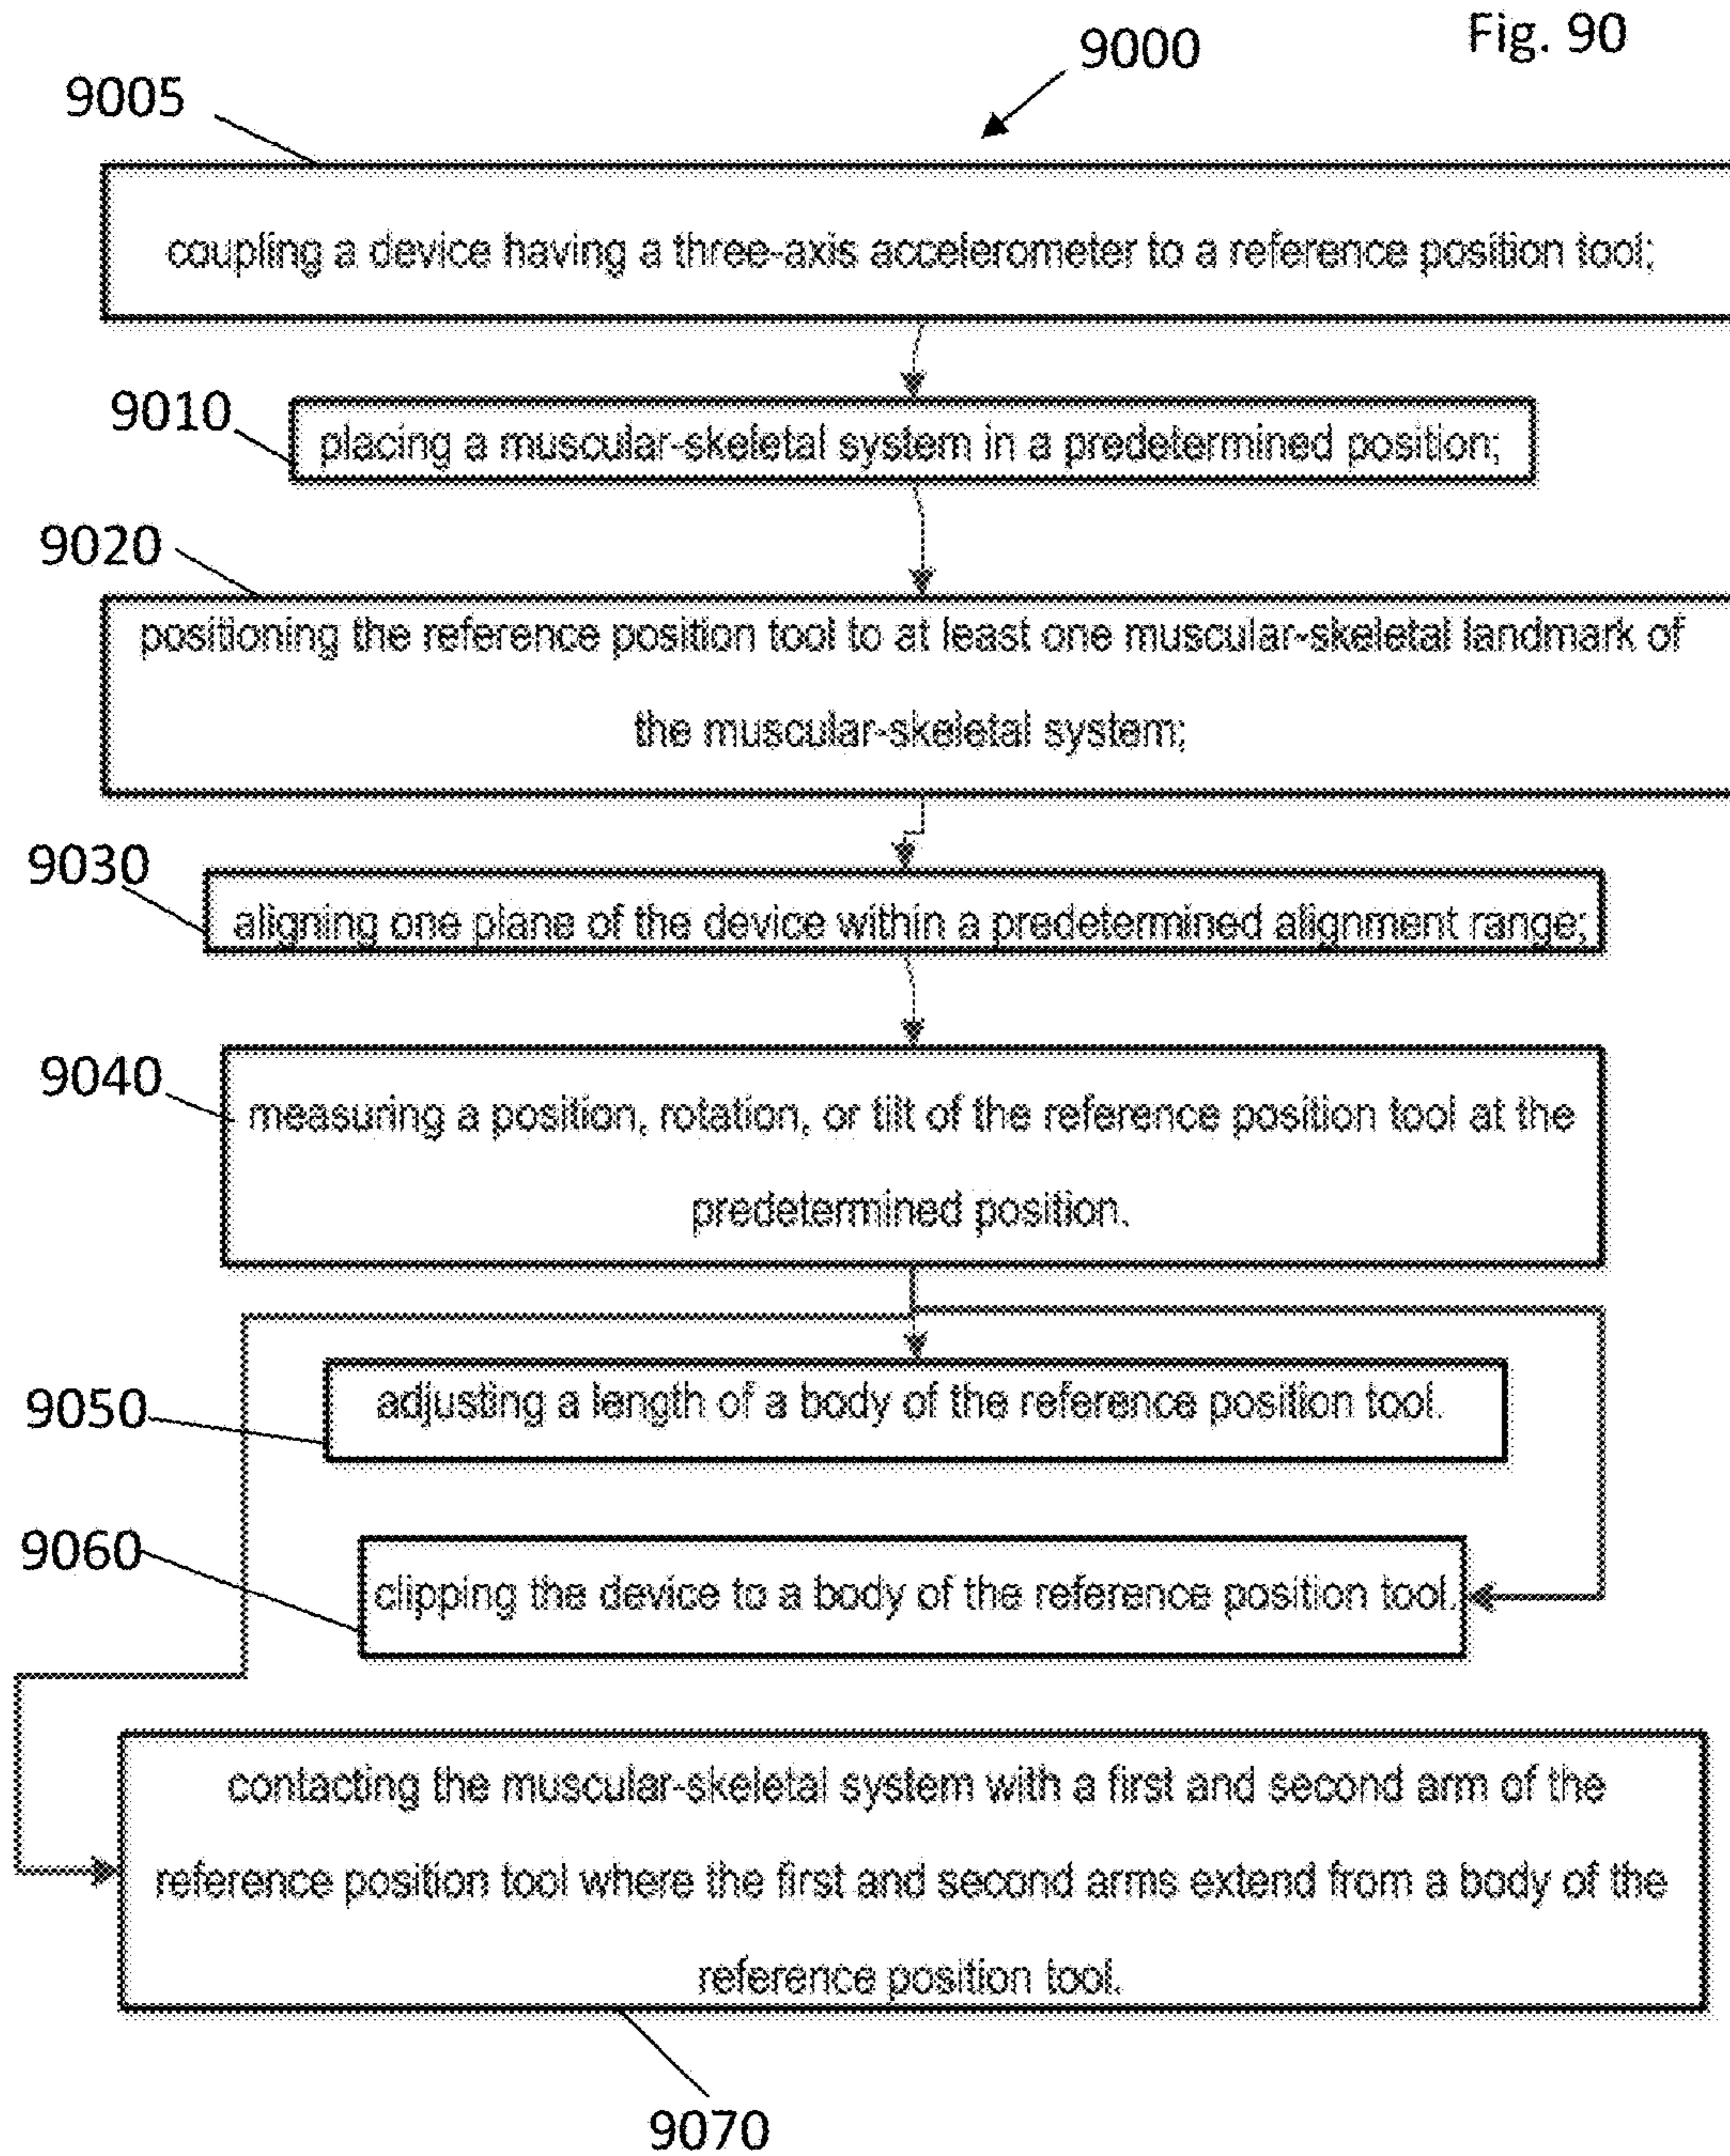 Fig. 90
9000
9005
coupling a device having a three-axis accelerometer to a reference position tool;
9010
placing a muscular-skeletal system in a predetermined position;
9020
positioning the reference position tool to at least one muscular-skeletal landmark of
the muscular-skeletal system;
9030
aligning one plane of the device within a predetermined alignment range;
9040
measuring a position, rotation, or tilt of the reference position tool at the
predetermined position.
9050
adjusting a length of a body of the reference position tool.
9060
clipping the device to a body of the reference position tool.
contacting the muscular-skeletal system with a first and second arm of the
reference position tool where the first and second arms extend from a body of the
reference position tool.
9070